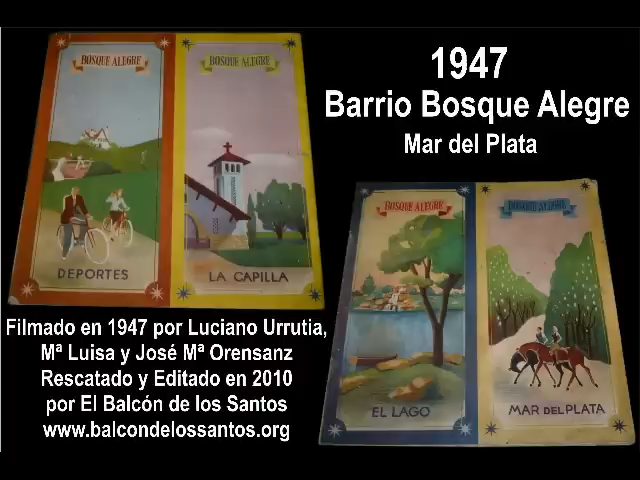 BOSQUE ALEGRE
BOSQUE ALEGRE
DEPORTES
LA CAPILLA
1947
Barrio Bosque Alegre
Mar del Plata
BOSQUE ALEGRE
BOSQUE ALEGRE
EL LAGO
MAR DEL PLATA
Filmado en 1947 por Luciano Urrutia,
Mª Luisa y José Mª Orensanz
Rescatado y Editado en 2010
por El Balcón de los Santos
www.balcondelossantos.org